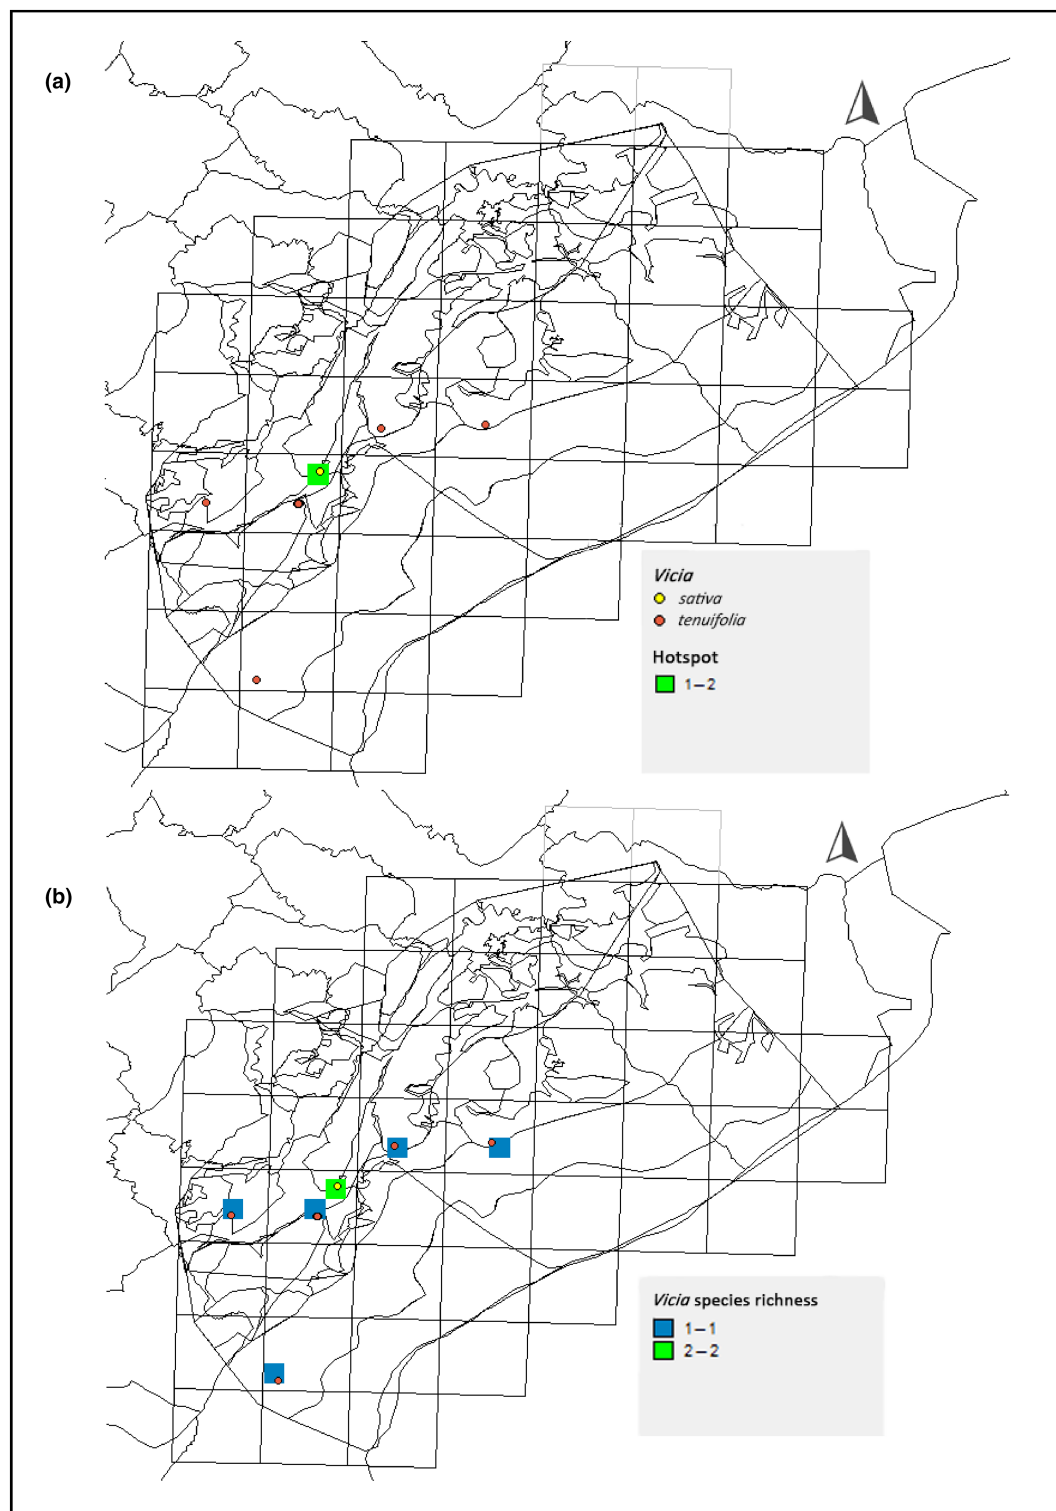 (a)
Vicia
sativa
tenuifolia
Hotspot
1–2
(b)
Vicia species richness
1–1
2–2